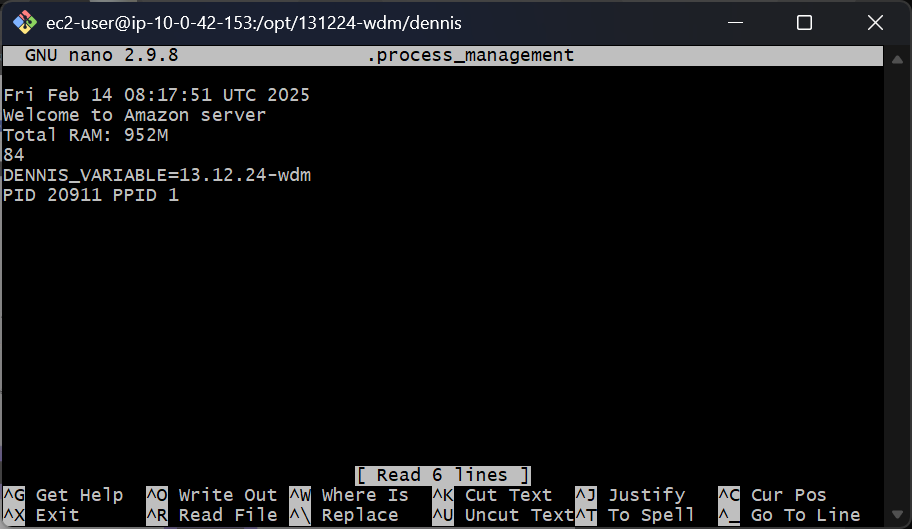 ec2-user@ip-10-0-42-153:/opt/131224-wdm/dennis
GNU nano 2.9.8 .process_management
Fri Feb 14 08:17:51 UTC 2025
Welcome to Amazon server
Total RAM: 952M
84
DENNIS_VARIABLE=13.12.24-wdm
PID 20911 PPID 1
[ Read 6 lines ]
^G Get Help ^O Write Out ^W Where Is ^K Cut Text ^J Justify ^C Cur Pos
^X Exit ^R Read File ^\ Replace ^U Uncut Text ^T To Spell ^_ Go To Line